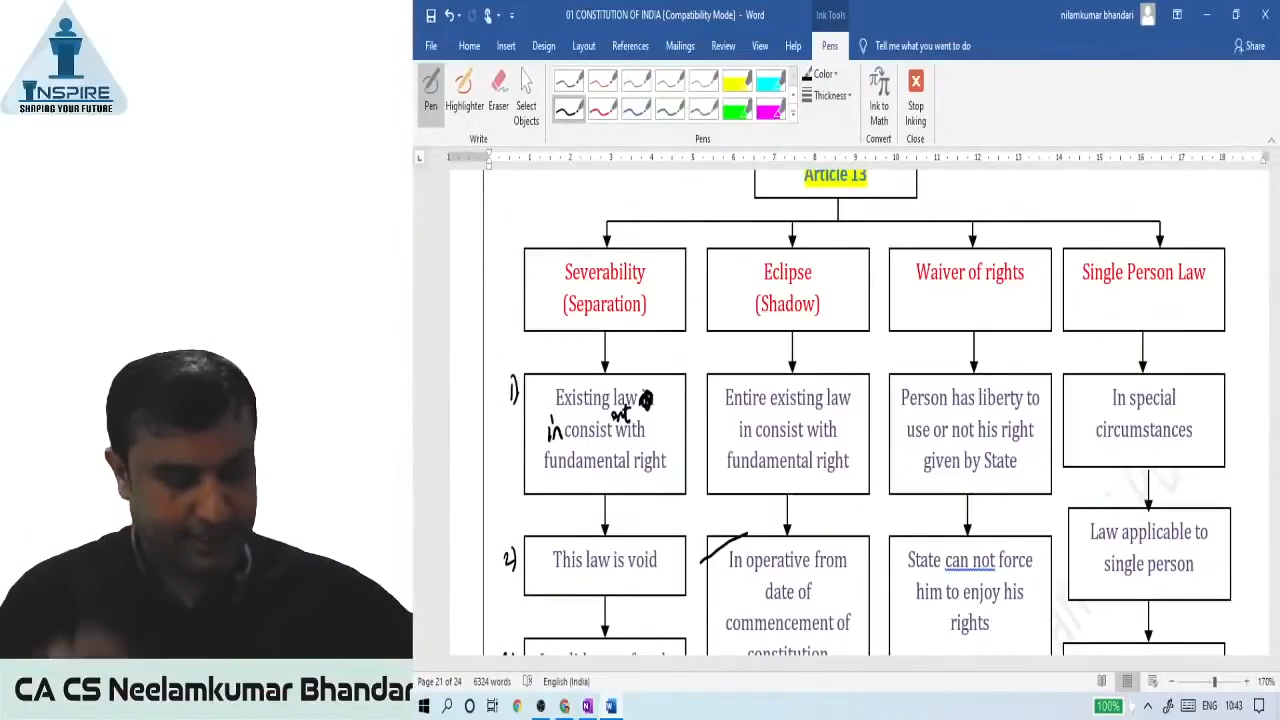 INSPIRE
SHAPING YOUR FUTURE
01 CONSTITUTION OF INDIA [Compatibility Mode] - Word
Ink Tools
nilamkumar bhandari
File Home Insert Design Layout References Mailings Review View Help Pens Tell me what you want to do Share
Pen Highlighter Eraser Select Objects
Color
Thickness
Ink to Math
Stop Inking
Write Pens Convert Close
Article 13
Severability
(Separation)
Eclipse
(Shadow)
Waiver of rights
Single Person Law
1)
Existing law
in consist ent with
fundamental right
Entire existing law
in consist with
fundamental right
Person has liberty to
use or not his right
given by State
In special
circumstances
2)
This law is void
In operative from
date of
commencement of
constitution
State can not force
him to enjoy his
rights
Law applicable to
single person
CA CS Neelamkumar Bhandar
Page 21 of 24 6324 words English (India) 170%
100% ENG 10:43